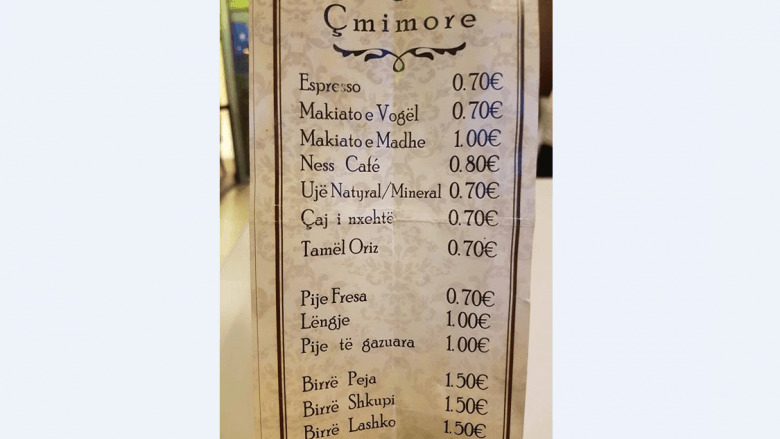 Çmimore
Espresso 0.70€
Makiato e Vogël 0.70€
Makiato e Madhe 1.00€
Ness Café 0.80€
Ujë Natyral/Mineral 0.70€
Çaj i nxehtë 0.70€
Tamël Oriz 0.70€
Pije Fresa 0.70€
Lëngje 1.00€
Pije të gazuara 1.00€
Birrë Peja 1.50€
Birrë Shkupi 1.50€
Birrë Lashko 1.50€